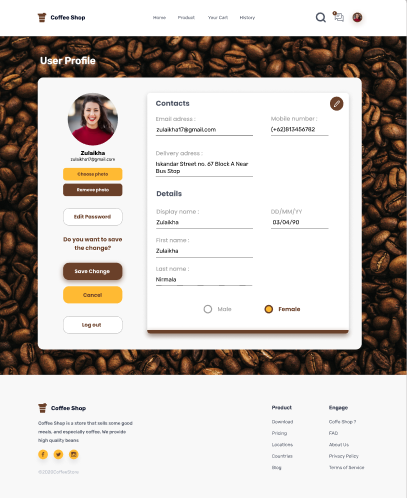 Coffee Shop
Home Product Your Cart History
User Profile
Zulaikha
zulaikha17@gmail.com
Choose photo
Remove photo
Edit Password
Do you want to save
the change?
Save Change
Cancel
Log out
Contacts
Email adress :
zulaikha17@gmail.com
Mobile number :
(+62)813456782
Delivery adress :
Iskandar Street no. 67 Block A Near
Bus Stop
Details
Display name :
Zulaikha
DD/MM/YY
03/04/90
First name :
Zulaikha
Last name :
Nirmala
Male
Female
Coffee Shop
Coffee Shop is a store that sells some good
meals, and especially coffee. We provide
high quality beans
©2020CoffeeStore
Product
Download
Pricing
Locations
Countries
Blog
Engage
Coffe Shop ?
FAQ
About Us
Privacy Policy
Terms of Service